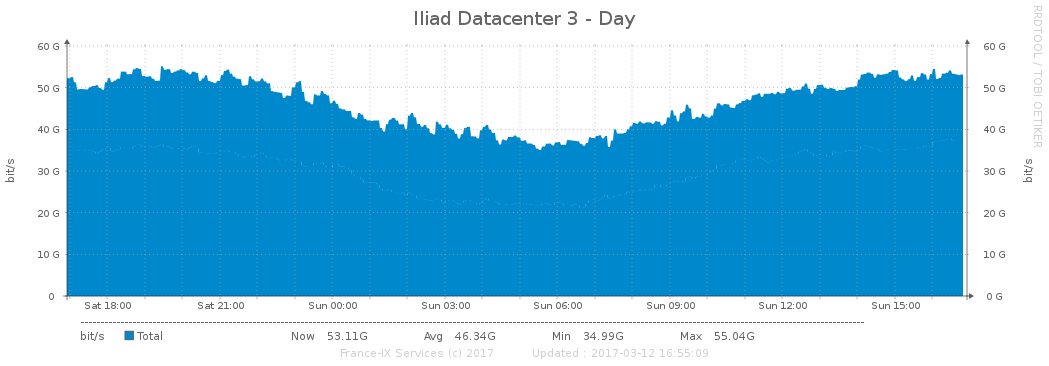 Iliad Datacenter 3 - Day
RRDTOOL / TOBI OETIKER
bit/s
bit/s
60 G
50 G
40 G
30 G
20 G
10 G
0
60 G
50 G
40 G
30 G
20 G
10 G
0 G
Sat 18:00 Sat 21:00 Sun 00:00 Sun 03:00 Sun 06:00 Sun 09:00 Sun 12:00 Sun 15:00
bit/s Total Now 53.11G Avg 46.34G Min 34.99G Max 55.04G
France-IX Services (c) 2017 Updated : 2017-03-12 16:55:09